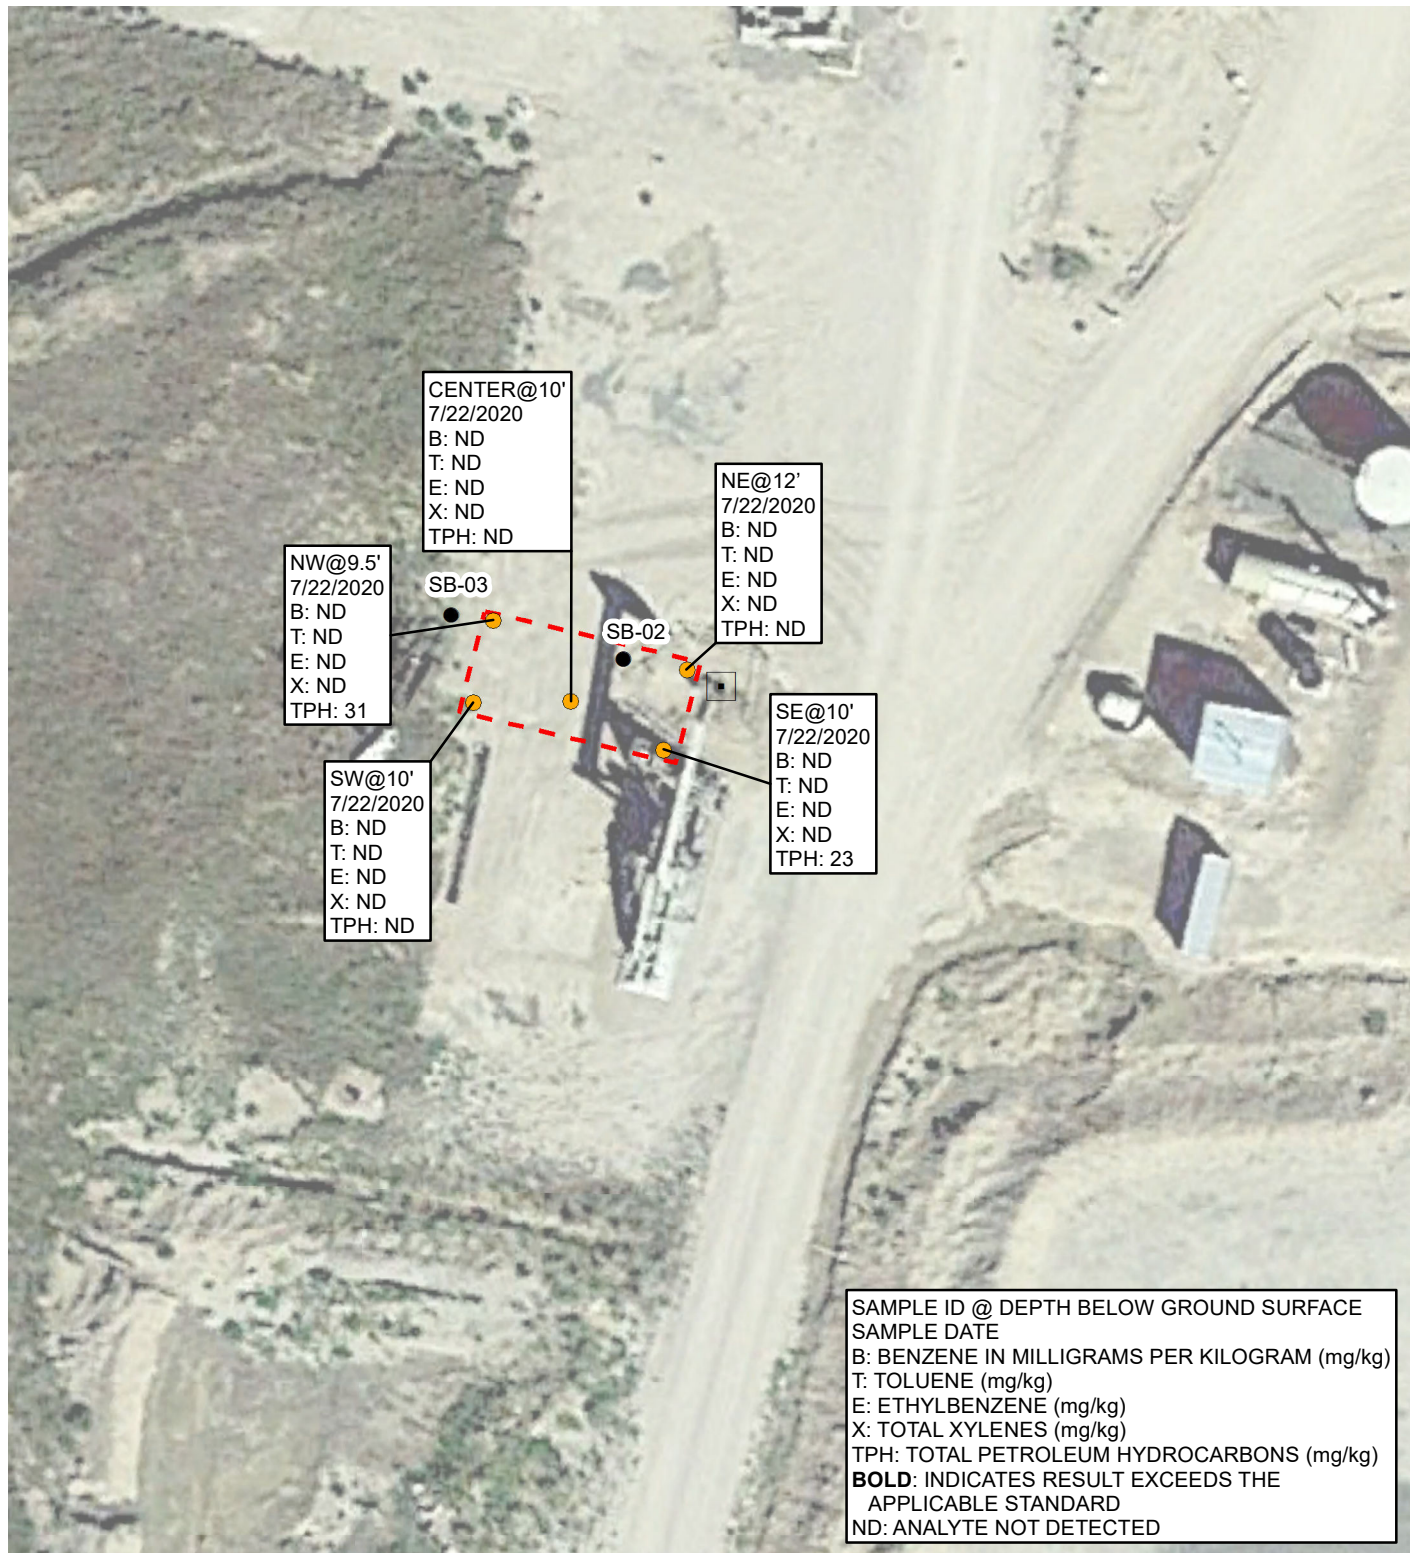 CENTER@10'
7/22/2020
B: ND
T: ND
E: ND
X: ND
TPH: ND
NE@12’
7/22/2020
B: ND
T: ND
E: ND
X: ND
TPH: ND
NW@9.5'
7/22/2020
B: ND
T: ND
E: ND
X: ND
TPH: 31
SB-03
SB-02
SE@10'
7/22/2020
B: ND
T: ND
E: ND
X: ND
TPH: 23
SW@10'
7/22/2020
B: ND
T: ND
E: ND
X: ND
TPH: ND
SAMPLE ID @ DEPTH BELOW GROUND SURFACE
SAMPLE DATE
B: BENZENE IN MILLIGRAMS PER KILOGRAM (mg/kg)
T: TOLUENE (mg/kg)
E: ETHYLBENZENE (mg/kg)
X: TOTAL XYLENES (mg/kg)
TPH: TOTAL PETROLEUM HYDROCARBONS (mg/kg)
BOLD: INDICATES RESULT EXCEEDS THE
APPLICABLE STANDARD
ND: ANALYTE NOT DETECTED